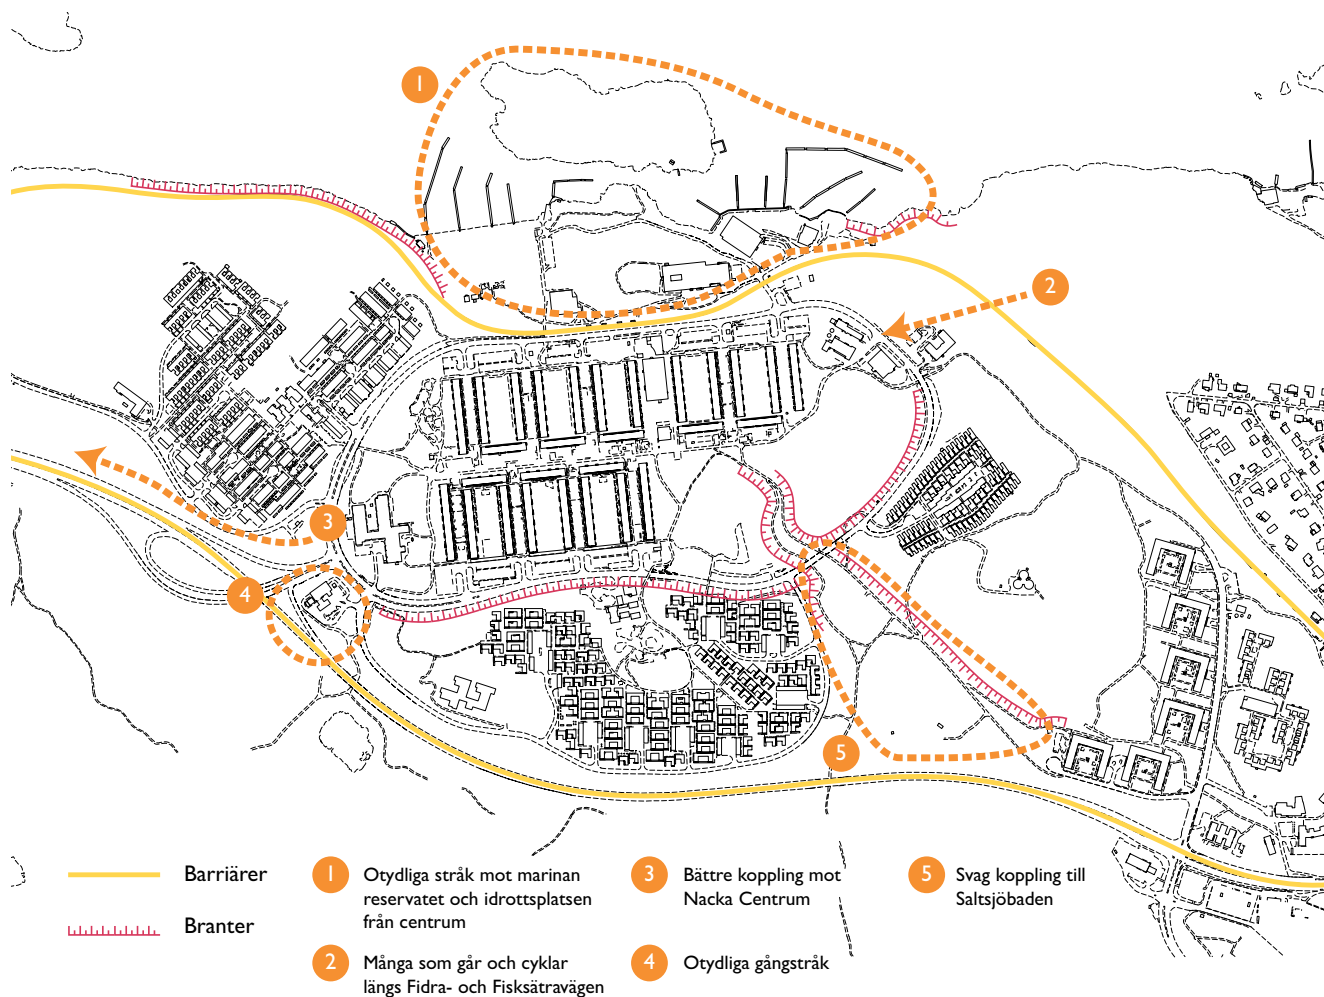 1
2
3
4
5
Barriärer
Branter
1 Otydliga stråk mot marinan
reservatet och idrottsplatsen
från centrum
2 Många som går och cyklar
längs Fidra- och Fisksätravägen
3 Bättre koppling mot
Nacka Centrum
4 Otydliga gångstråk
5 Svag koppling till
Saltsjöbaden